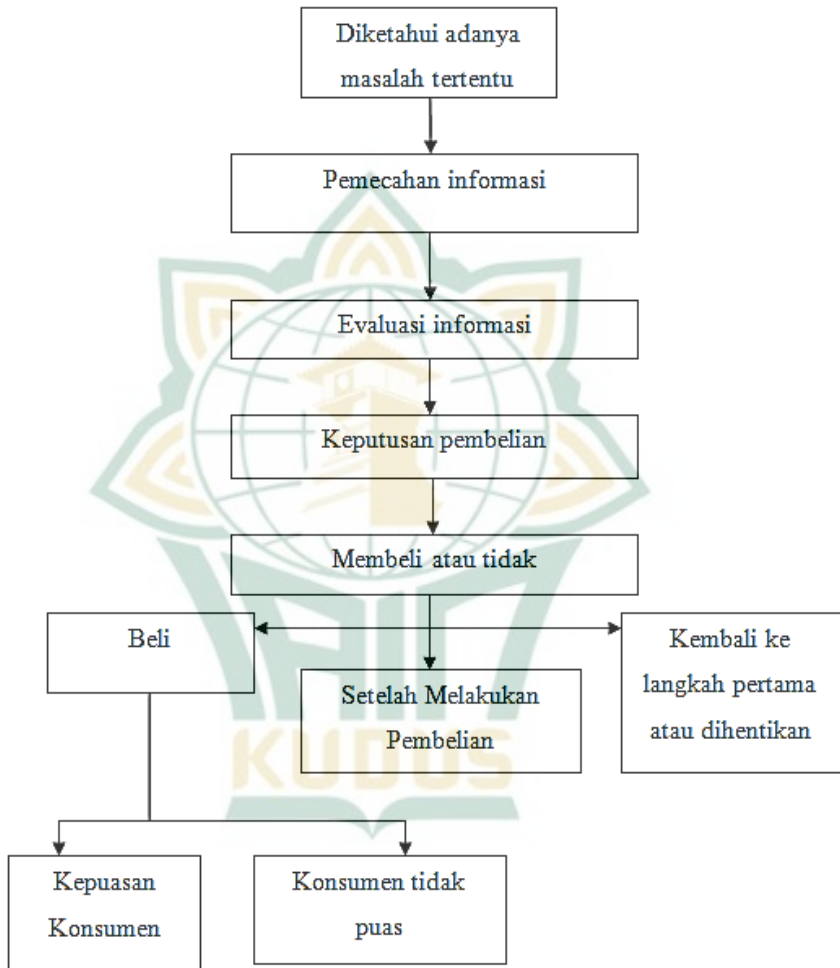 Diketahui adanya
masalah tertentu
Pemecahan informasi
Evaluasi informasi
Keputusan pembelian
Membeli atau tidak
Beli
Setelah Melakukan
Pembelian
Kembali ke
langkah pertama
atau dihentikan
Kepuasan
Konsumen
Konsumen tidak
puas
IAIN
KUDUS